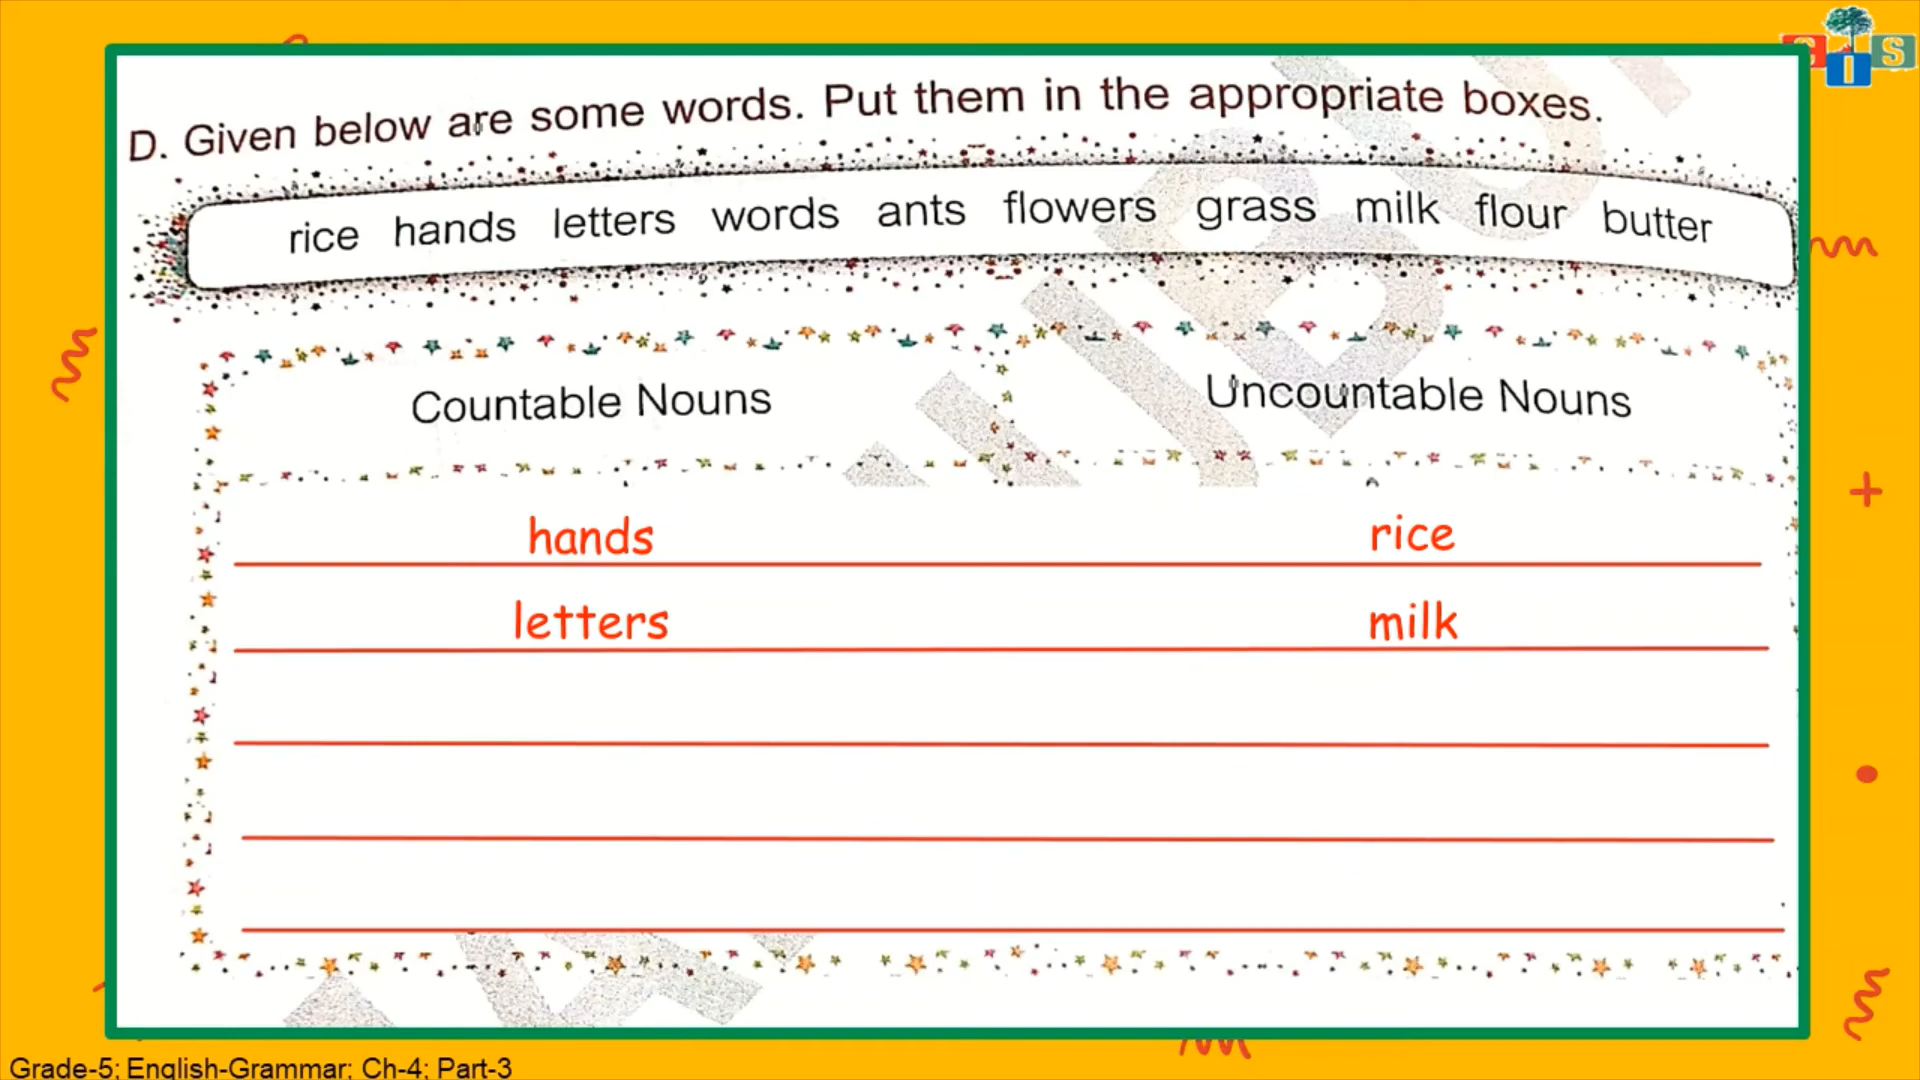 D. Given below are some words. Put them in the appropriate boxes.
rice hands letters words ants flowers grass milk flour butter
Countable Nouns Uncountable Nouns
hands rice
letters milk
Grade-5; English-Grammar; Ch-4; Part-3